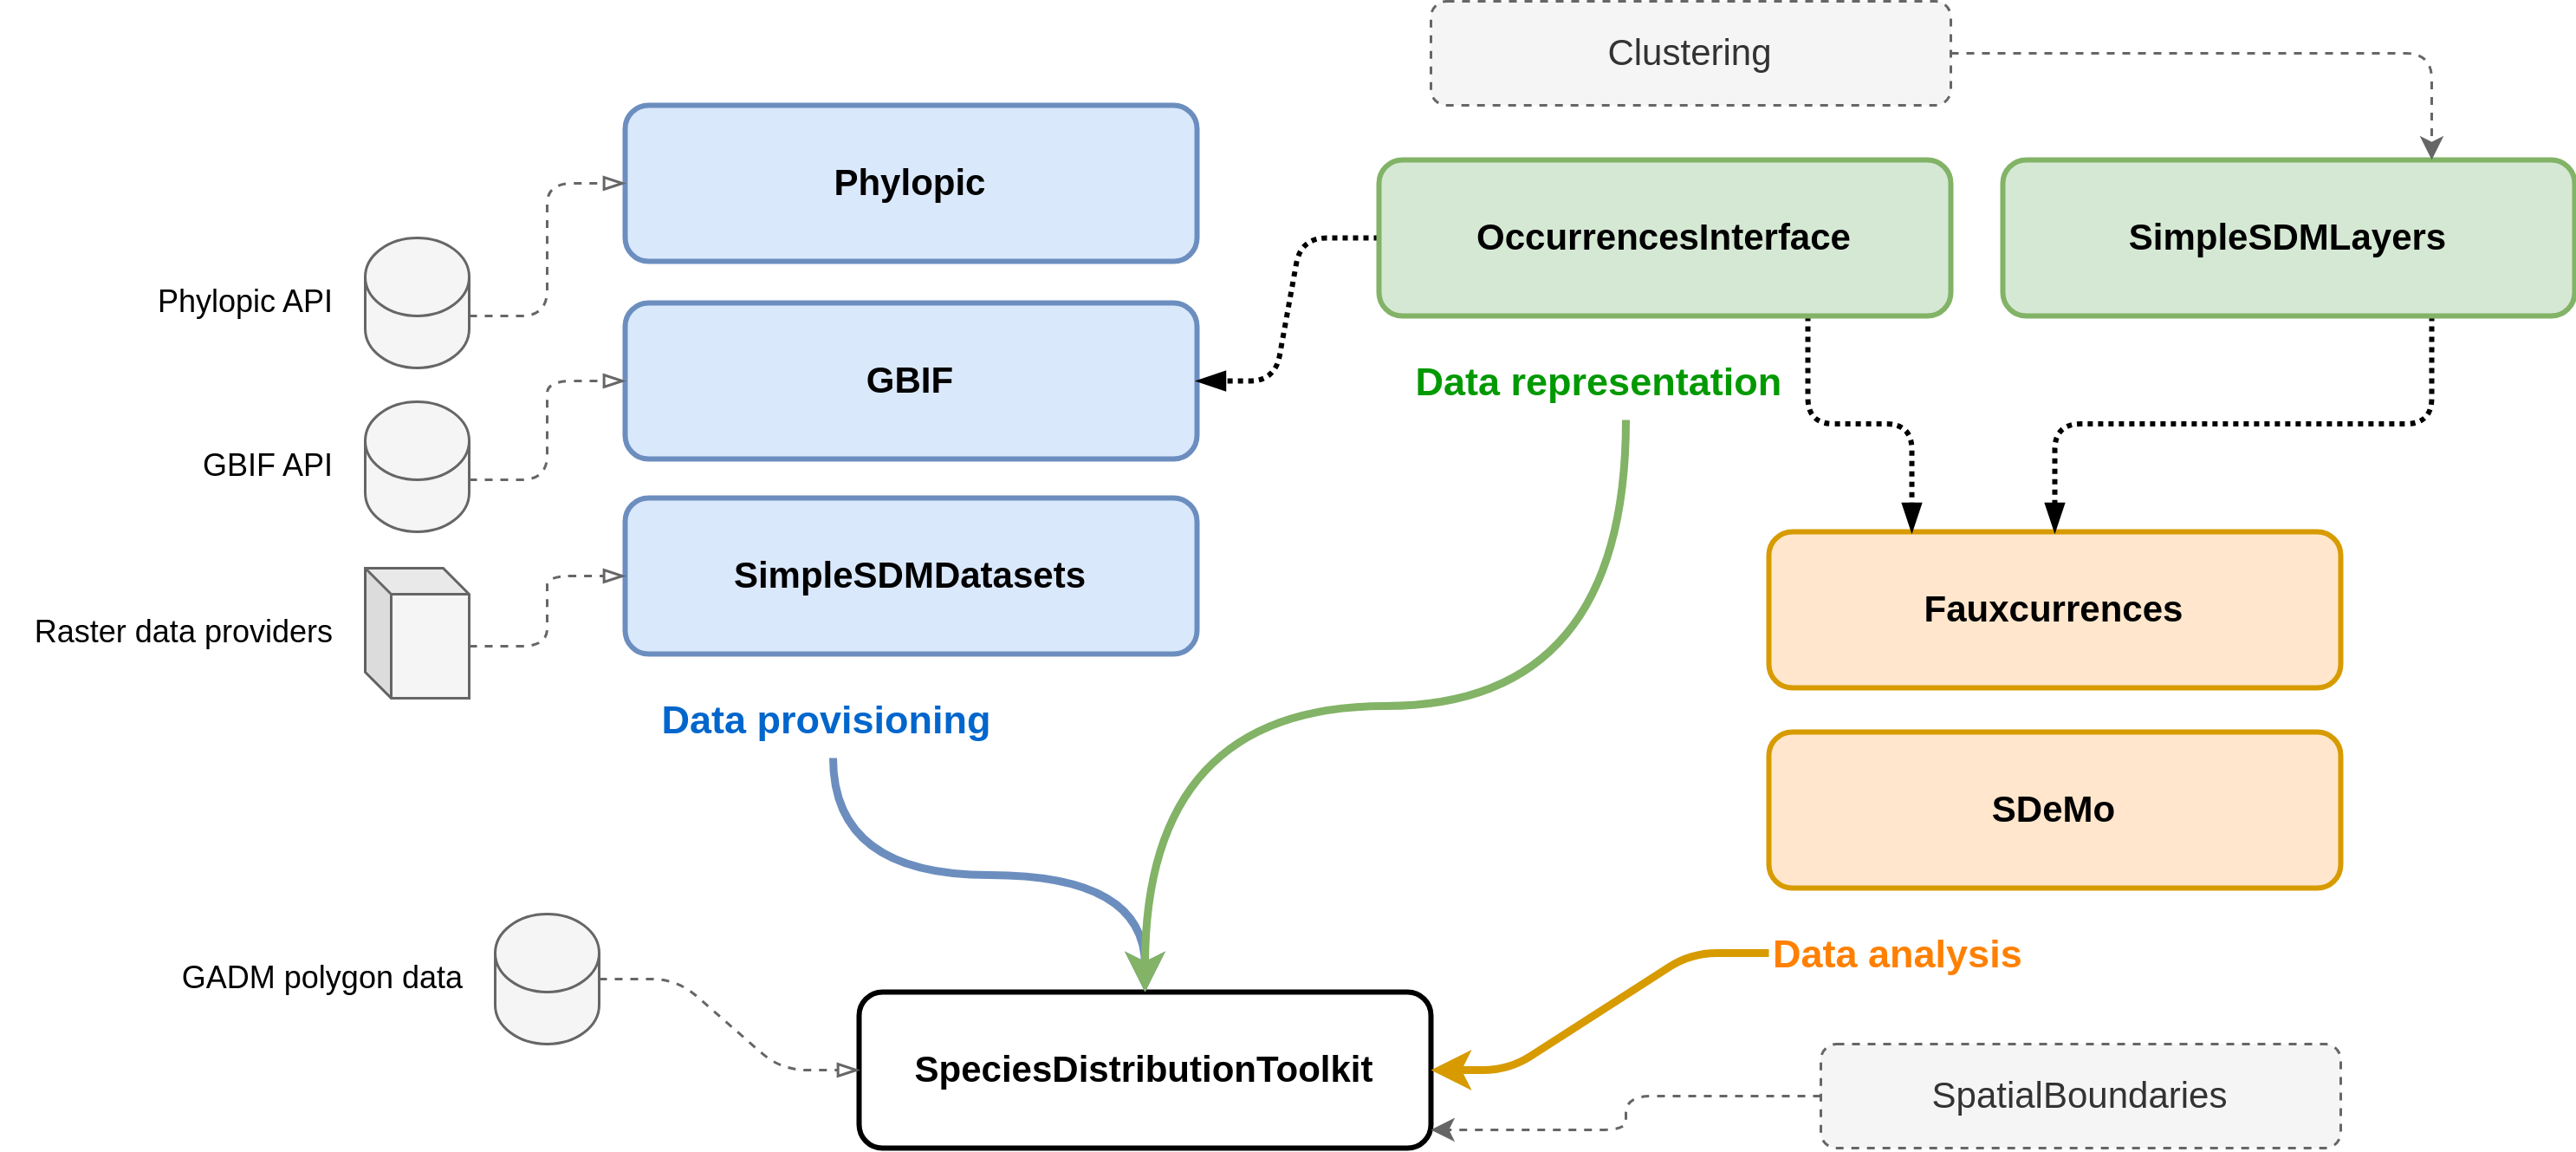 Clustering
Phylopic
OccurrencesInterface
SimpleSDMLayers
Phylopic API
GBIF
Data representation
GBIF API
SimpleSDMDatasets
Fauxcurrences
Raster data providers
Data provisioning
SDeMo
Data analysis
GADM polygon data
SpeciesDistributionToolkit
SpatialBoundaries